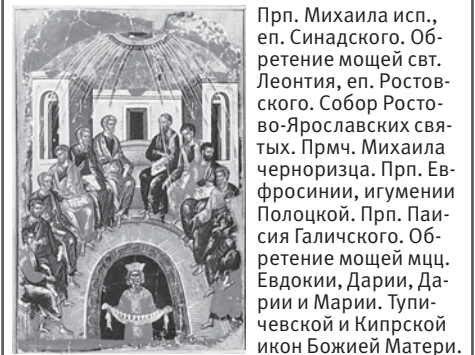 Прп. Михаила исп.,
еп. Синадского. Об-
ретение мощей свт.
Леонтия, еп. Ростов-
ского. Собор Росто-
во-Ярославских свя-
тых. Прмч. Михаила
черноризца. Прп. Ев-
фросинии, игумении
Полоцкой. Прп. Паи-
сия Галичского. Об-
ретение мощей мцц.
Евдокии, Дарии, Да-
рии и Марии. Тупи-
чевской и Кипрской
икон Божией Матери.